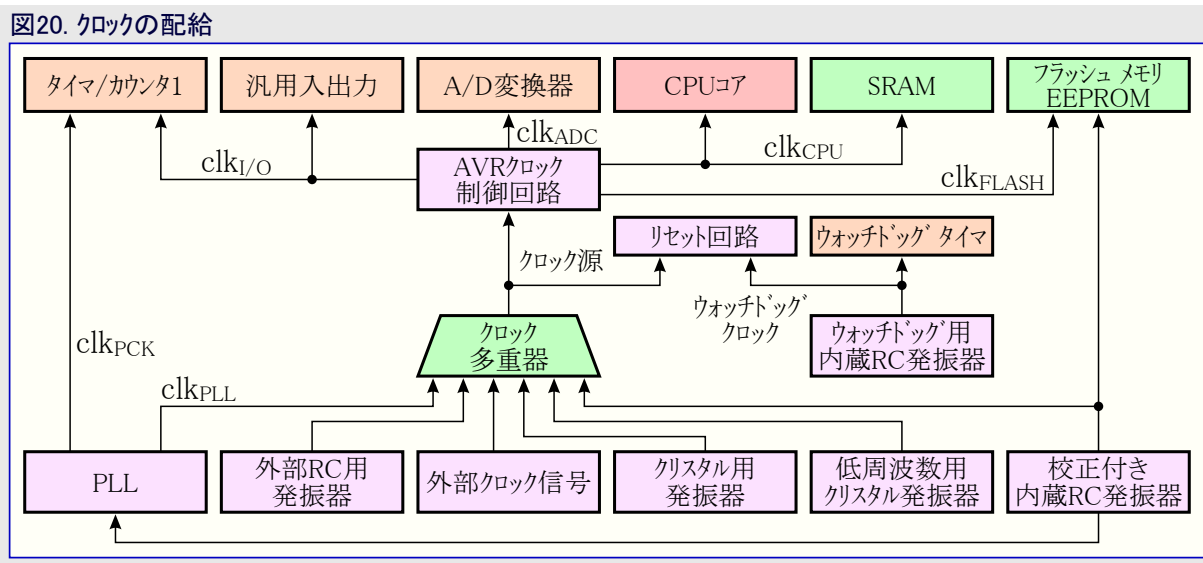 図20. クロックの配給
タイマ/カウンタ1
汎用入出力
A/D変換器
CPUコア
SRAM
フラッシュ メモリ
EEPROM
clkI/O
clkADC
clkCPU
clkFLASH
AVRクロック
制御回路
リセット回路
ウォッチドッグ タイマ
クロック源
ウォッチドッグ
クロック
clkPCK
クロック
多重器
ウォッチドッグ用
内蔵RC発振器
clkPLL
PLL
外部RC用
発振器
外部クロック信号
クリスタル用
発振器
低周波数用
クリスタル発振器
校正付き
内蔵RC発振器